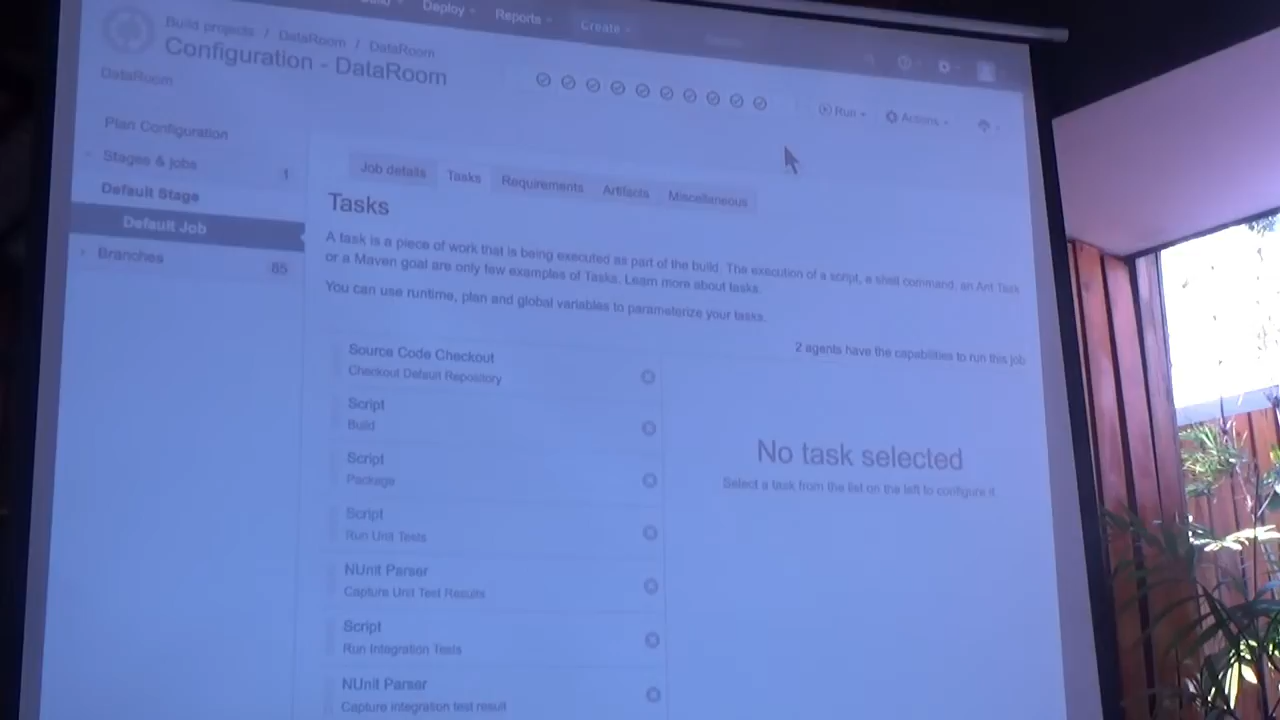 Deploy
Reports
Create
Build projects / DataRoom / DataRoom
Configuration - DataRoom
Run
Actions
DataRoom
Plan Configuration
Stages & jobs
1
Default Stage
Default Job
Branches
85
Job details
Tasks
Requirements
Artifacts
Miscellaneous
Tasks
A task is a piece of work that is being executed as part of the build. The execution of a script, a shell command, an Ant Task
or a Maven goal are only few examples of Tasks. Learn more about tasks.
You can use runtime, plan and global variables to parameterize your tasks.
2 agents have the capabilities to run this job
Source Code Checkout
Checkout Default Repository
Script
Build
Script
Package
Script
Run Unit Tests
NUnit Parser
Capture Unit Test Results
Script
Run Integration Tests
NUnit Parser
Capture integration test result
No task selected
Select a task from the list on the left to configure it.